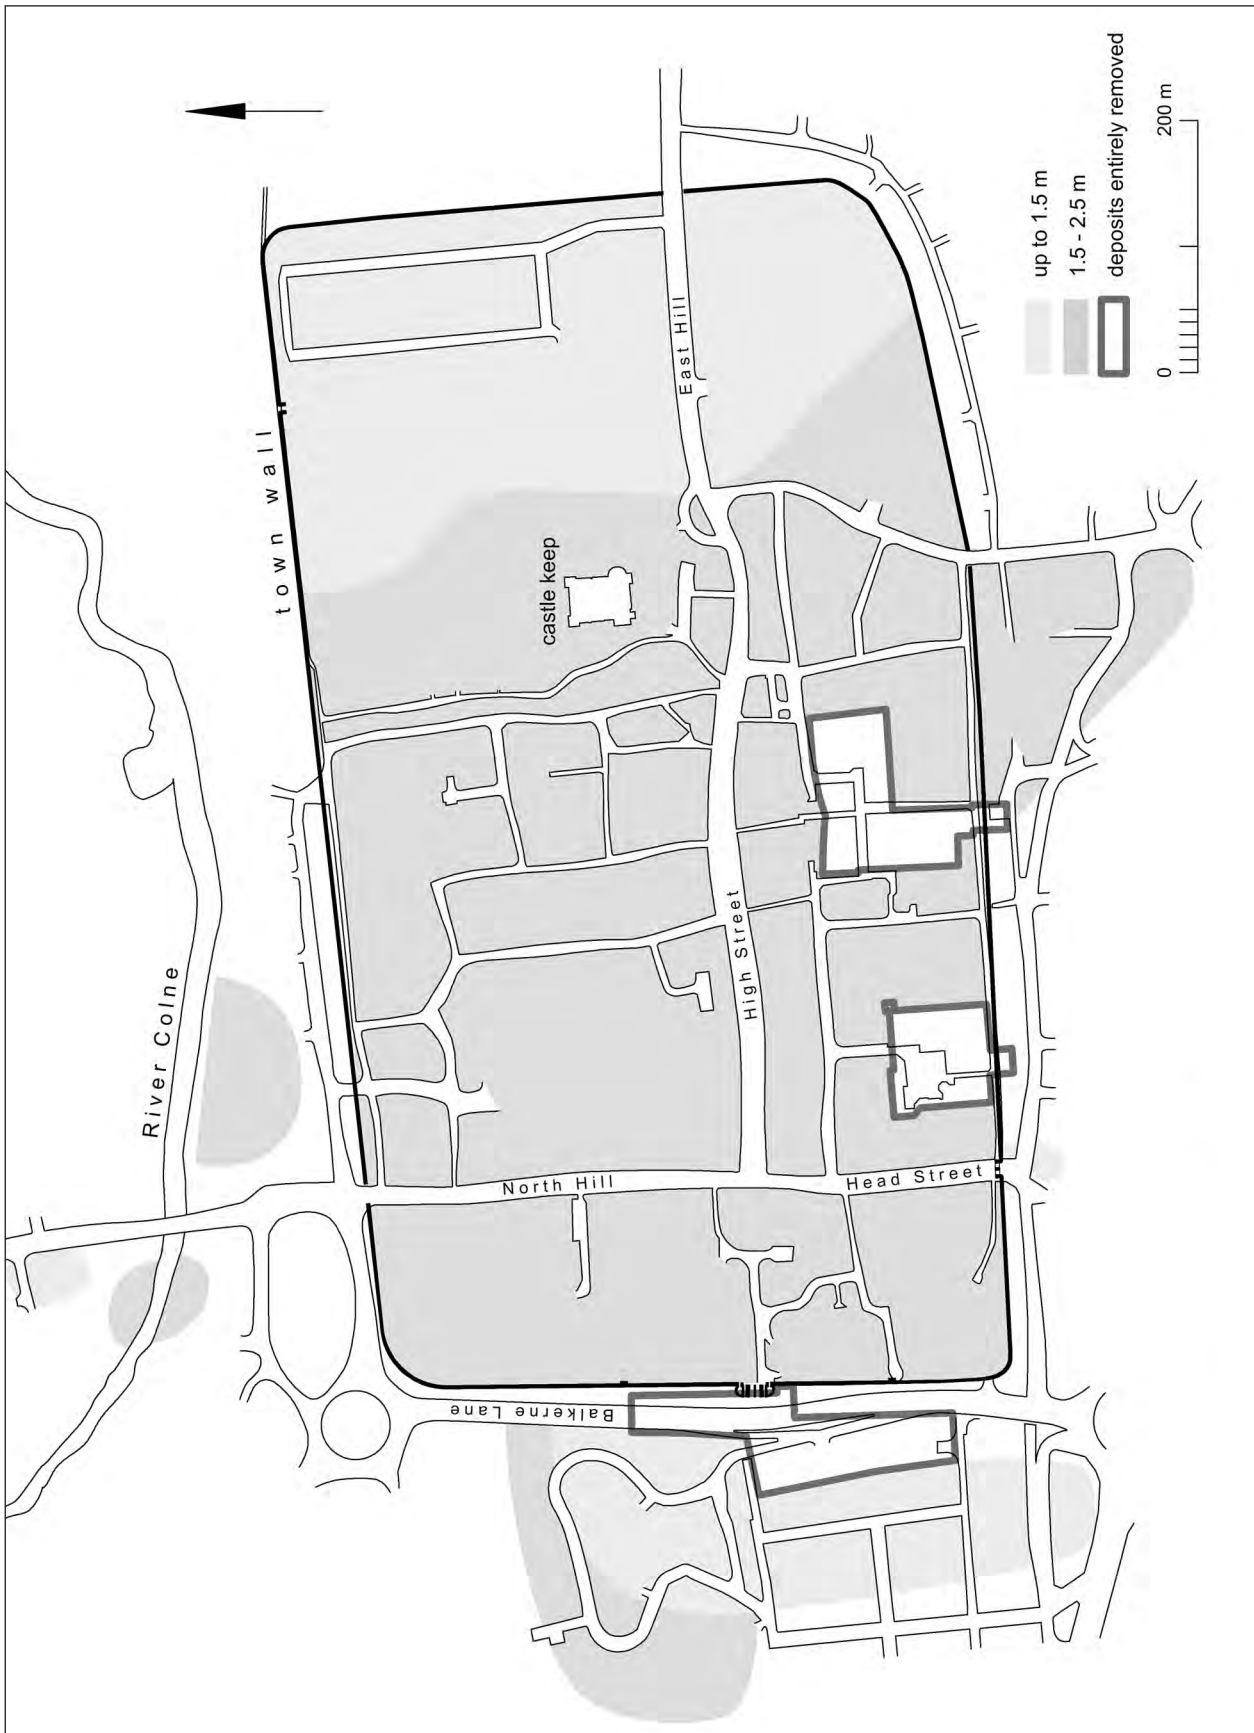 River Colne
town wall
castle keep
East Hill
High Street
North Hill
Head Street
Balkerne Lane
up to 1.5 m
1.5 - 2.5 m
deposits entirely removed
0 200 m